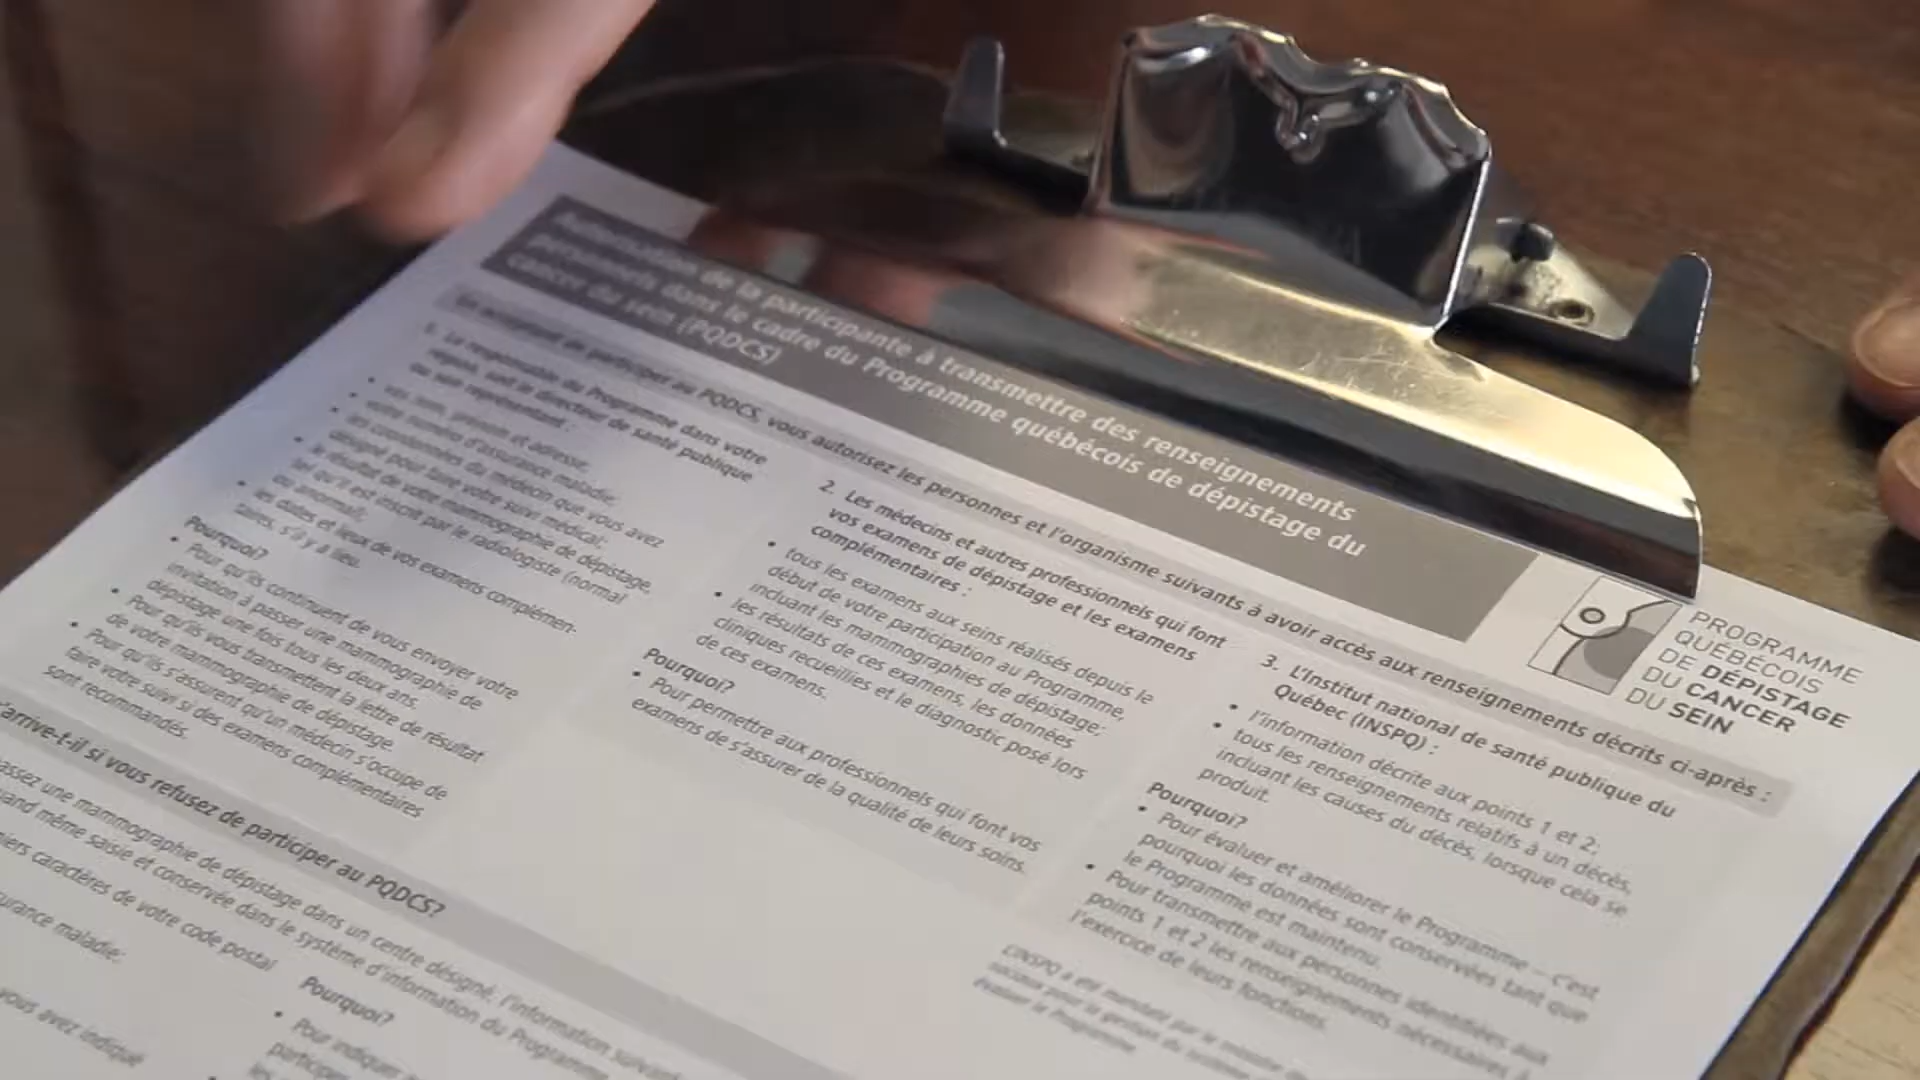 Autorisation de la participante à transmettre des renseignements
personnels dans le cadre du Programme québécois de dépistage du
cancer du sein (PQDCS)
PROGRAMME
QUÉBÉCOIS
DE DÉPISTAGE
DU CANCER
DU SEIN
En acceptant de participer au PQDCS, vous autorisez les personnes et l'organisme suivants à avoir accès aux renseignements décrits ci-après :
1. Le responsable du Programme dans votre
région, soit le directeur de santé publique
ou son représentant :
• vos nom, prénom et adresse;
• votre numéro d'assurance maladie;
• les coordonnées du médecin que vous avez
désigné pour faire votre suivi médical;
• le résultat de votre mammographie de dépistage,
tel qu'il est inscrit par le radiologiste (normal
ou anormal);
• les dates et lieux de vos examens complémen-
taires, s'il y a lieu.
Pourquoi?
• Pour qu'ils continuent de vous envoyer votre
invitation à passer une mammographie de
dépistage une fois tous les deux ans.
• Pour qu'ils vous transmettent la lettre de résultat
de votre mammographie de dépistage.
• Pour qu'ils s'assurent qu'un médecin s'occupe de
faire votre suivi si des examens complémentaires
sont recommandés.
2. Les médecins et autres professionnels qui font
vos examens de dépistage et les examens
complémentaires :
• tous les examens aux seins réalisés depuis le
début de votre participation au Programme,
incluant les mammographies de dépistage;
• les résultats de ces examens, les données
cliniques recueillies et le diagnostic posé lors
de ces examens.
Pourquoi?
• Pour permettre aux professionnels qui font vos
examens de s'assurer de la qualité de leurs soins.
3. L'Institut national de santé publique du
Québec (INSPQ) :
• l'information décrite aux points 1 et 2;
• tous les renseignements relatifs à un décès,
incluant les causes du décès, lorsque cela se
produit.
Pourquoi?
• Pour évaluer et améliorer le Programme – c'est
pourquoi les données sont conservées tant que
le Programme est maintenu.
• Pour transmettre aux personnes identifiées aux
points 1 et 2 les renseignements nécessaires à
l'exercice de leurs fonctions.
L'INSPQ a été mandaté par le ministre
évaluer le Programme
'arrive-t-il si vous refusez de participer au PQDCS?
assez une mammographie de dépistage dans un centre désigné, l'information suivante
and même saisie et conservée dans le système d'information du Programme
iers caractères de votre code postal
urance maladie;
vous avez indiqué
Pourquoi?
• Pour indiquer